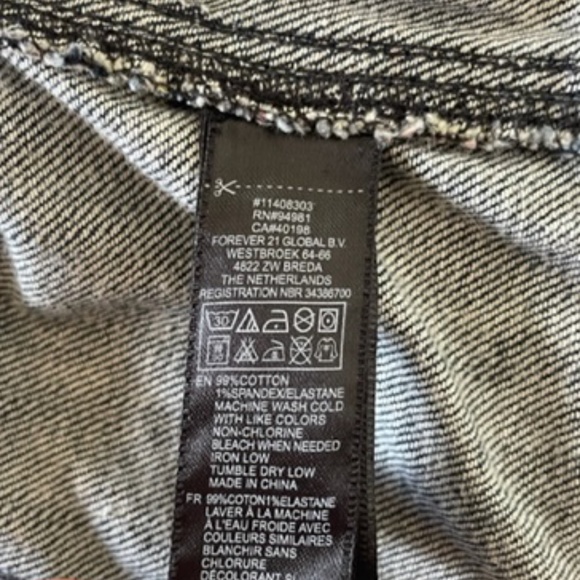 #11408303
RN#94981
CA#40198
FOREVER 21 GLOBAL B.V.
WESTBROEK 64-66
4822 ZW BREDA
THE NETHERLANDS
REGISTRATION NBR 34386700
30
EN 99%COTTON
1%SPANDEX/ELASTANE
MACHINE WASH COLD
WITH LIKE COLORS
NON-CHLORINE
BLEACH WHEN NEEDED
IRON LOW
TUMBLE DRY LOW
MADE IN CHINA
FR 99%COTON1%ELASTANE
LAVER À LA MACHINE
À L'EAU FROIDE AVEC
COULEURS SIMILAIRES
BLANCHIR SANS
CHLORURE
DÉCOLORANT SI